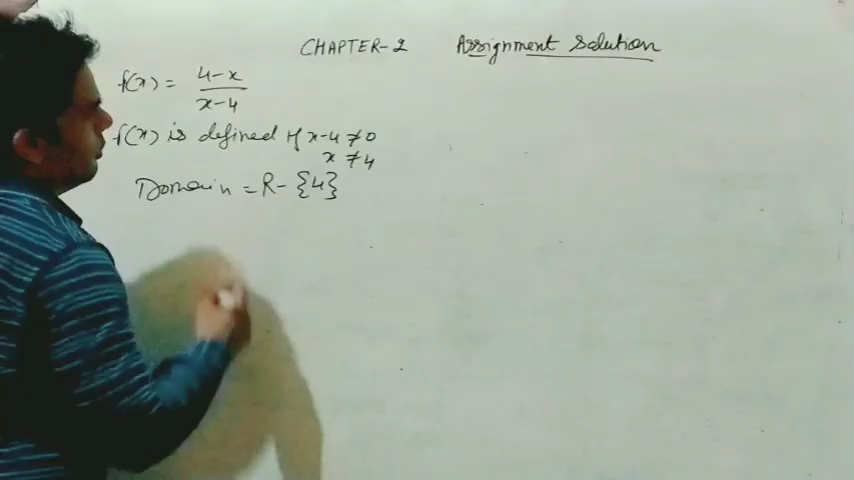 CHAPTER-2 Assignment Solution
f(x) = 4-x / x-4
f(x) is defined if x-4 ≠ 0
x ≠ 4
Domain = R - {4}